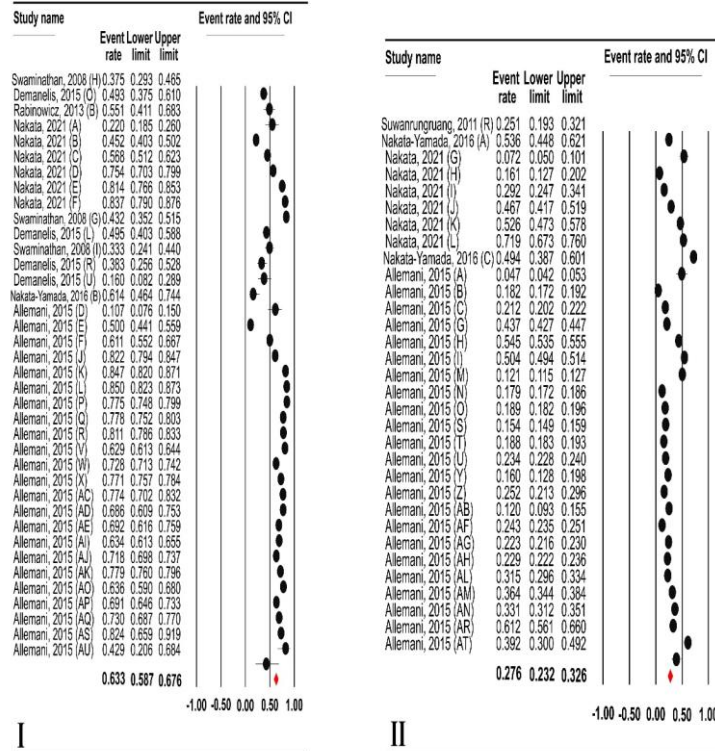 Study name Event rate and 95% CI
Event Lower Upper
rate limit limit
Swaminathan, 2008 (H) 0.375 0.293 0.465
Demanelis, 2015 (O) 0.493 0.375 0.610
Rabinowicz, 2013 (B) 0.551 0.411 0.683
Nakata, 2021 (A) 0.220 0.185 0.260
Nakata, 2021 (B) 0.452 0.403 0.502
Nakata, 2021 (C) 0.568 0.512 0.623
Nakata, 2021 (D) 0.754 0.703 0.799
Nakata, 2021 (E) 0.814 0.766 0.853
Nakata, 2021 (F) 0.837 0.790 0.876
Swaminathan, 2008 (G) 0.432 0.352 0.515
Demanelis, 2015 (L) 0.495 0.403 0.588
Swaminathan, 2008 (I) 0.333 0.241 0.440
Demanelis, 2015 (R) 0.383 0.256 0.528
Demanelis, 2015 (U) 0.160 0.082 0.289
Nakata-Yamada, 2016 (B) 0.614 0.464 0.744
Allemani, 2015 (D) 0.107 0.076 0.150
Allemani, 2015 (E) 0.500 0.441 0.559
Allemani, 2015 (F) 0.611 0.552 0.667
Allemani, 2015 (J) 0.822 0.794 0.847
Allemani, 2015 (K) 0.847 0.820 0.871
Allemani, 2015 (L) 0.850 0.823 0.873
Allemani, 2015 (P) 0.775 0.748 0.799
Allemani, 2015 (Q) 0.778 0.752 0.803
Allemani, 2015 (R) 0.811 0.786 0.833
Allemani, 2015 (V) 0.629 0.613 0.644
Allemani, 2015 (W) 0.728 0.713 0.742
Allemani, 2015 (X) 0.771 0.757 0.784
Allemani, 2015 (AC) 0.774 0.702 0.832
Allemani, 2015 (AD) 0.686 0.609 0.753
Allemani, 2015 (AE) 0.692 0.616 0.759
Allemani, 2015 (AI) 0.634 0.613 0.655
Allemani, 2015 (AJ) 0.718 0.698 0.737
Allemani, 2015 (AK) 0.779 0.760 0.796
Allemani, 2015 (AO) 0.636 0.590 0.680
Allemani, 2015 (AP) 0.691 0.646 0.733
Allemani, 2015 (AQ) 0.730 0.687 0.770
Allemani, 2015 (AS) 0.824 0.659 0.919
Allemani, 2015 (AU) 0.429 0.206 0.684
0.633 0.587 0.676
-1.00 -0.50 0.00 0.50 1.00
I
Study name Event rate and 95% CI
Event Lower Upper
rate limit limit
Suwanrungruang, 2011 (R) 0.251 0.193 0.321
Nakata-Yamada, 2016 (A) 0.536 0.448 0.621
Nakata, 2021 (G) 0.072 0.050 0.101
Nakata, 2021 (H) 0.161 0.127 0.202
Nakata, 2021 (I) 0.292 0.247 0.341
Nakata, 2021 (J) 0.467 0.417 0.519
Nakata, 2021 (K) 0.526 0.473 0.578
Nakata, 2021 (L) 0.719 0.673 0.760
Nakata-Yamada, 2016 (C) 0.494 0.387 0.601
Allemani, 2015 (A) 0.047 0.042 0.053
Allemani, 2015 (B) 0.182 0.172 0.192
Allemani, 2015 (C) 0.212 0.202 0.222
Allemani, 2015 (G) 0.437 0.427 0.447
Allemani, 2015 (H) 0.545 0.535 0.555
Allemani, 2015 (I) 0.504 0.494 0.514
Allemani, 2015 (M) 0.121 0.115 0.127
Allemani, 2015 (N) 0.179 0.172 0.186
Allemani, 2015 (O) 0.189 0.182 0.196
Allemani, 2015 (S) 0.154 0.149 0.159
Allemani, 2015 (T) 0.188 0.183 0.193
Allemani, 2015 (U) 0.234 0.228 0.240
Allemani, 2015 (Y) 0.160 0.128 0.198
Allemani, 2015 (Z) 0.252 0.213 0.296
Allemani, 2015 (AB) 0.120 0.093 0.155
Allemani, 2015 (AF) 0.243 0.235 0.251
Allemani, 2015 (AG) 0.223 0.216 0.230
Allemani, 2015 (AH) 0.229 0.222 0.236
Allemani, 2015 (AL) 0.315 0.296 0.334
Allemani, 2015 (AM) 0.364 0.344 0.384
Allemani, 2015 (AN) 0.331 0.312 0.351
Allemani, 2015 (AR) 0.612 0.561 0.660
Allemani, 2015 (AT) 0.392 0.300 0.492
0.276 0.232 0.326
-1.00 -0.50 0.00 0.50 1.00
II